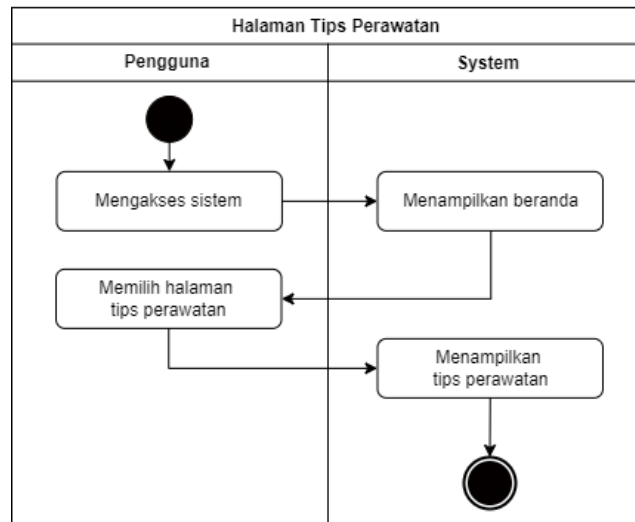 Halaman Tips Perawatan
Pengguna
System
Mengakses sistem
Menampilkan beranda
Memilih halaman
tips perawatan
Menampilkan
tips perawatan